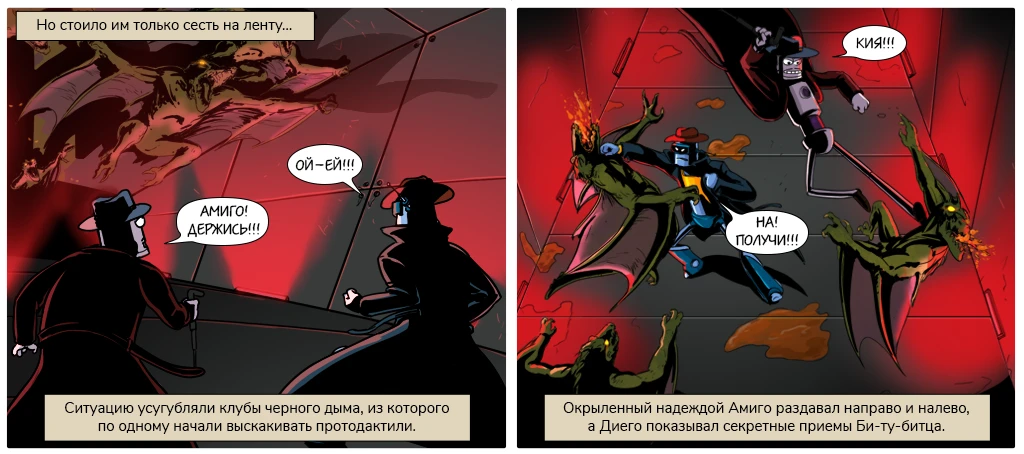 Но стоило им только сесть на ленту...
ОЙ-ЕЙ!!!
АМИГО!
ДЕРЖИСЬ!!!
Ситуацию усугубляли клубы черного дыма, из которого
по одному начали выскакивать протодактили.
КИЯ!!!
НА!
ПОЛУЧИ!!!
Окрыленный надеждой Амиго раздавал направо и налево,
а Диего показывал секретные приемы Би-ту-битца.